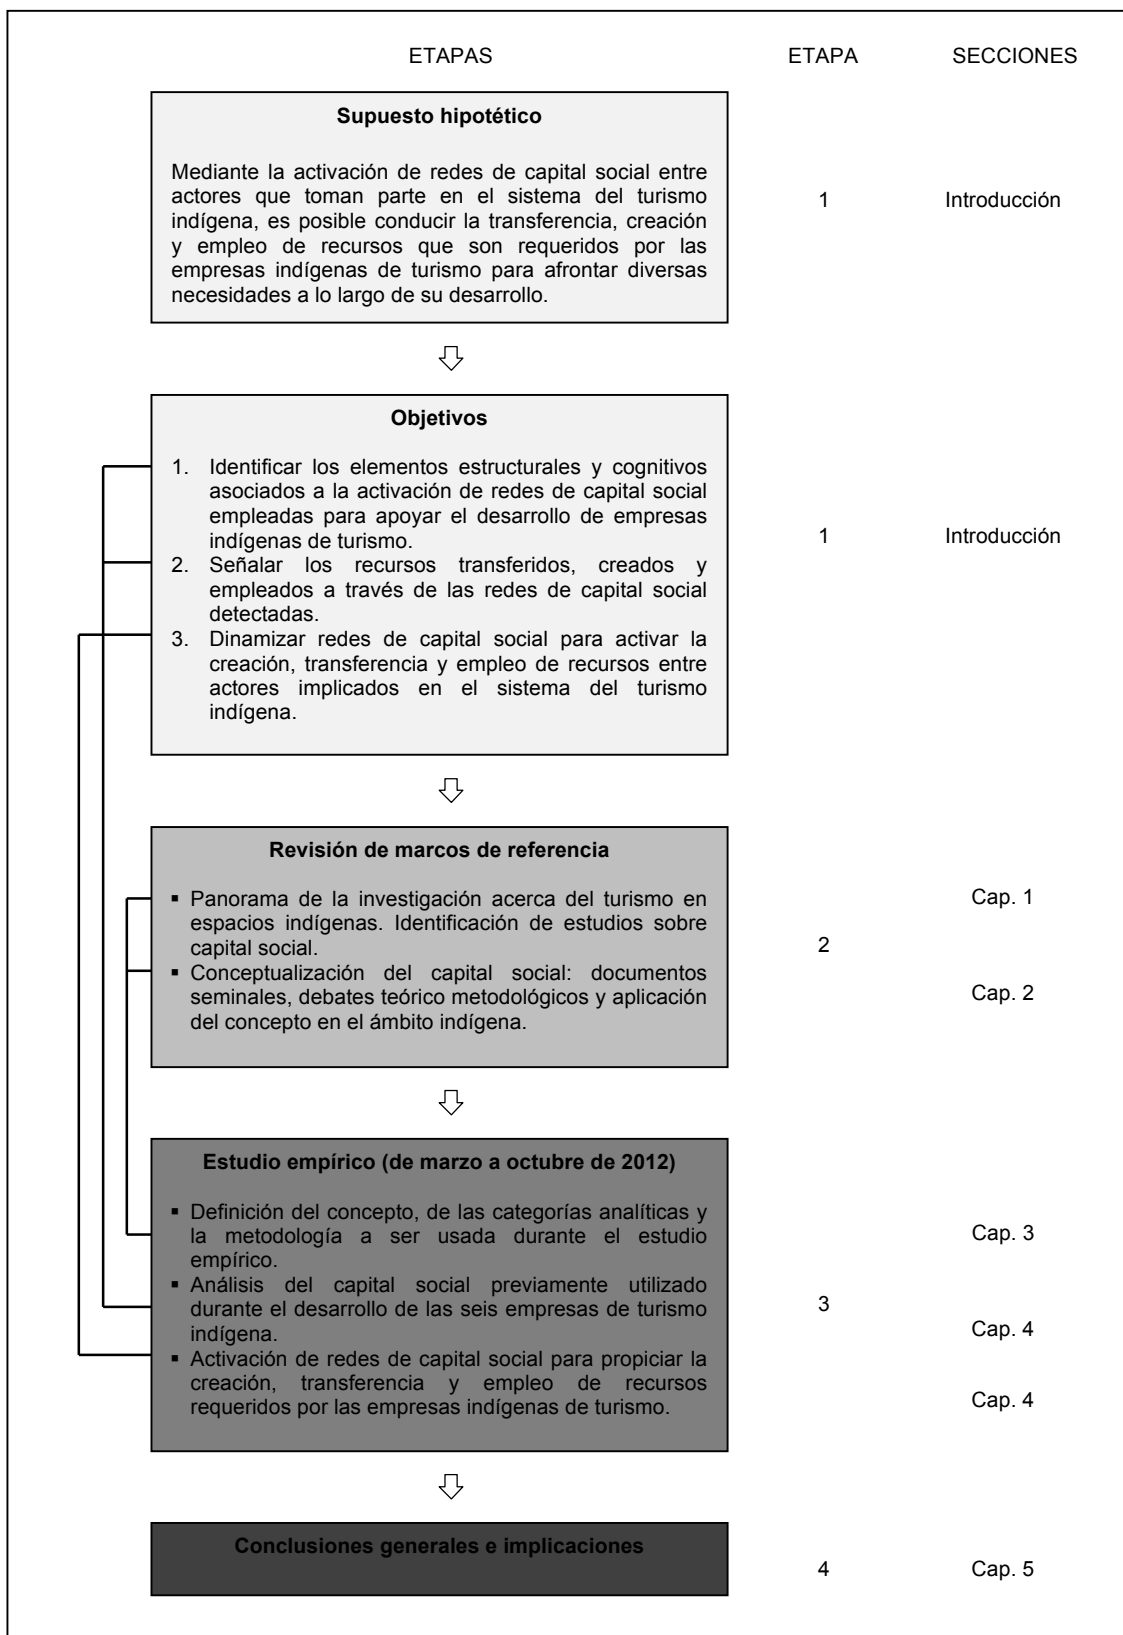 ETAPAS ETAPA SECCIONES
Supuesto hipotético
Mediante la activación de redes de capital social entre
actores que toman parte en el sistema del turismo
indígena, es posible conducir la transferencia, creación
y empleo de recursos que son requeridos por las
empresas indígenas de turismo para afrontar diversas
necesidades a lo largo de su desarrollo.
1 Introducción
Objetivos
1. Identificar los elementos estructurales y cognitivos
asociados a la activación de redes de capital social
empleadas para apoyar el desarrollo de empresas
indígenas de turismo.
2. Señalar los recursos transferidos, creados y
empleados a través de las redes de capital social
detectadas.
3. Dinamizar redes de capital social para activar la
creación, transferencia y empleo de recursos entre
actores implicados en el sistema del turismo
indígena.
1 Introducción
Revisión de marcos de referencia
▪ Panorama de la investigación acerca del turismo en
espacios indígenas. Identificación de estudios sobre
capital social.
▪ Conceptualización del capital social: documentos
seminales, debates teórico metodológicos y aplicación
del concepto en el ámbito indígena.
2
Cap. 1
Cap. 2
Estudio empírico (de marzo a octubre de 2012)
▪ Definición del concepto, de las categorías analíticas y
la metodología a ser usada durante el estudio
empírico.
▪ Análisis del capital social previamente utilizado
durante el desarrollo de las seis empresas de turismo
indígena.
▪ Activación de redes de capital social para propiciar la
creación, transferencia y empleo de recursos
requeridos por las empresas indígenas de turismo.
3
Cap. 3
Cap. 4
Cap. 4
Conclusiones generales e implicaciones
4 Cap. 5